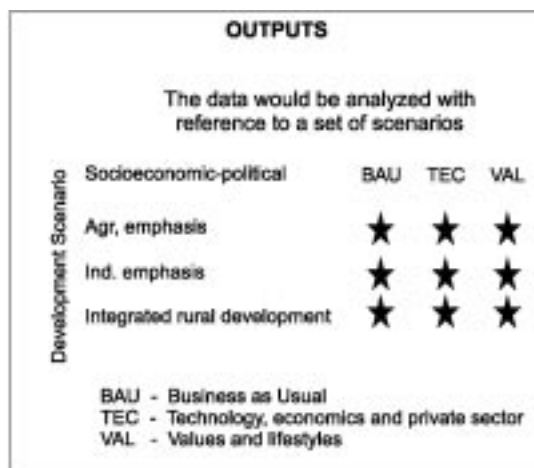 OUTPUTS
The data would be analyzed with
reference to a set of scenarios
Development Scenario
Socioeconomic-political BAU TEC VAL
Agr, emphasis
Ind. emphasis
Integrated rural development
BAU - Business as Usual
TEC - Technology, economics and private sector
VAL - Values and lifestyles